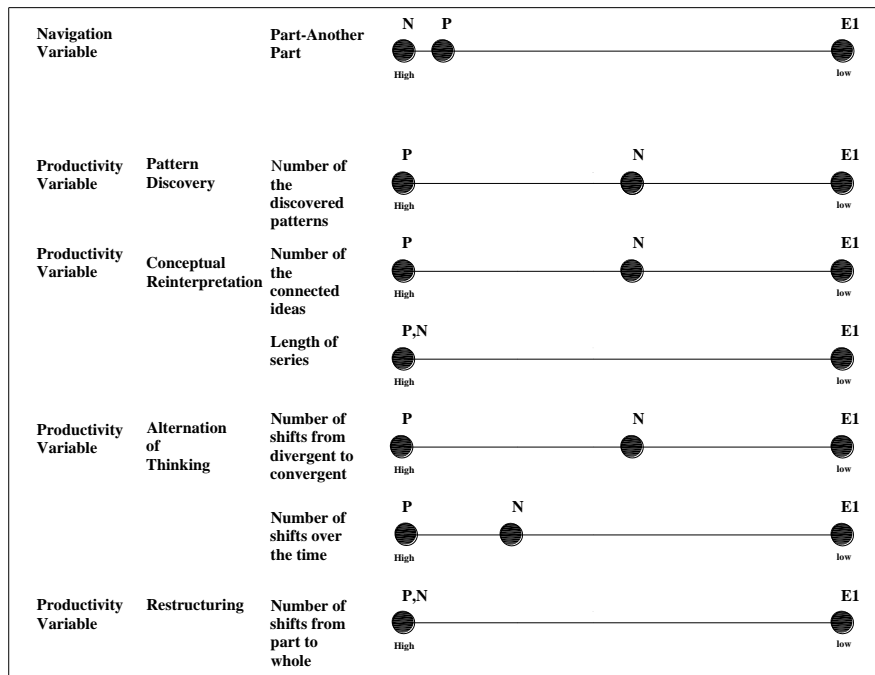 Navigation
Variable
Part-Another
Part
N P E1
High low
Productivity
Variable
Pattern
Discovery
Number of
the
discovered
patterns
P N E1
High low
Productivity
Variable
Conceptual
Reinterpretation
Number of
the
connected
ideas
P N E1
High low
Length of
series
P,N E1
High low
Productivity
Variable
Alternation
of
Thinking
Number of
shifts from
divergent to
convergent
P N E1
High low
Number of
shifts over
the time
P N E1
High low
Productivity
Variable
Restructuring
Number of
shifts from
part to
whole
P,N E1
High low